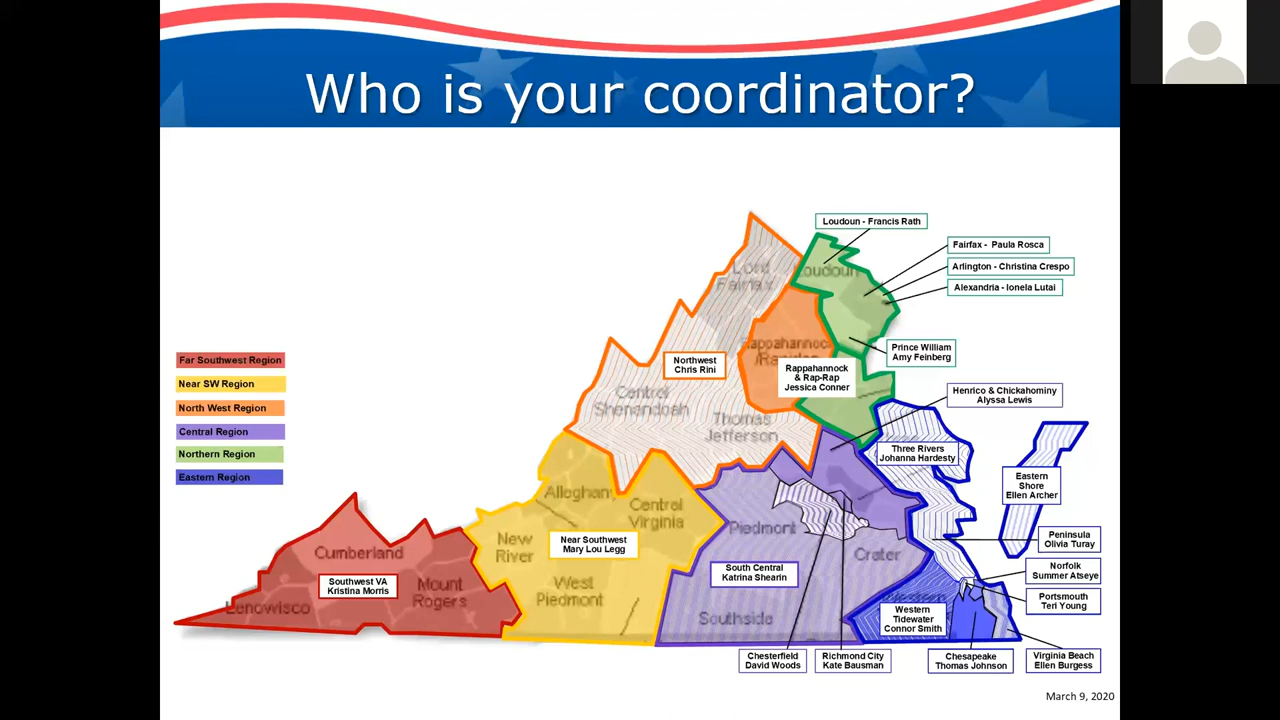 Who is your coordinator?
Loudoun - Francis Rath
Fairfax - Paula Rosca
Arlington - Christina Crespo
Alexandria - Ionela Lutai
Prince William
Amy Feinberg
Henrico & Chickahominy
Alyssa Lewis
Lord
Fairfax
Loudoun
Rappahannock
Northwest
Chris Rini
Rappahannock
& Rap-Rap
Jessica Conner
Central
Shenandoah
Thomas
Jefferson
Three Rivers
Johanna Hardesty
Eastern
Shore
Ellen Archer
Far Southwest Region
Near SW Region
North West Region
Central Region
Northern Region
Eastern Region
Alleghany
Central
Virginia
New
River
Near Southwest
Mary Lou Legg
West
Piedmont
Piedmont
Crater
South Central
Katrina Shearin
Southside
Cumberland
Southwest VA
Kristina Morris
Mount
Rogers
Lenowisco
Peninsula
Olivia Turay
Norfolk
Summer Atseye
Portsmouth
Teri Young
Western
Tidewater
Connor Smith
Chesterfield
David Woods
Richmond City
Kate Bausman
Chesapeake
Thomas Johnson
Virginia Beach
Ellen Burgess
March 9, 2020